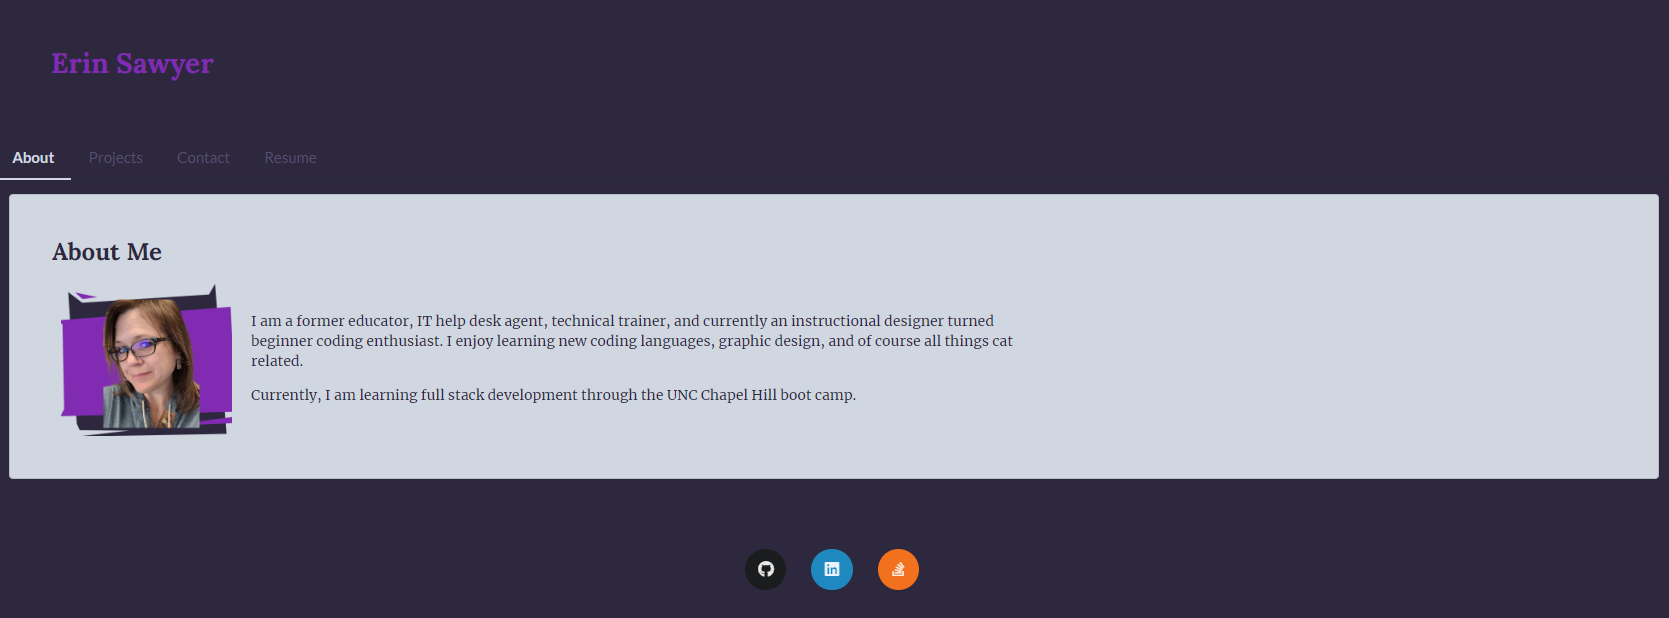 Erin Sawyer
About Projects Contact Resume
About Me
I am a former educator, IT help desk agent, technical trainer, and currently an instructional designer turned
beginner coding enthusiast. I enjoy learning new coding languages, graphic design, and of course all things cat
related.
Currently, I am learning full stack development through the UNC Chapel Hill boot camp.
in